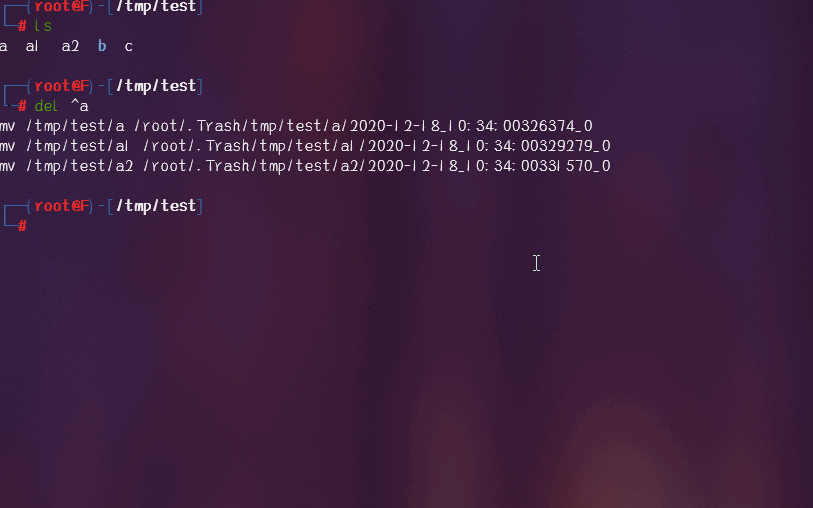 ┌──(root@F)-[/tmp/test]
└─# ls
a a1 a2 b c
┌──(root@F)-[/tmp/test]
└─# del ^a
mv /tmp/test/a /root/.Trash/tmp/test/a/2020-12-18_10:34:00326374_0
mv /tmp/test/a1 /root/.Trash/tmp/test/a1/2020-12-18_10:34:00329279_0
mv /tmp/test/a2 /root/.Trash/tmp/test/a2/2020-12-18_10:34:00331570_0
┌──(root@F)-[/tmp/test]
└─#